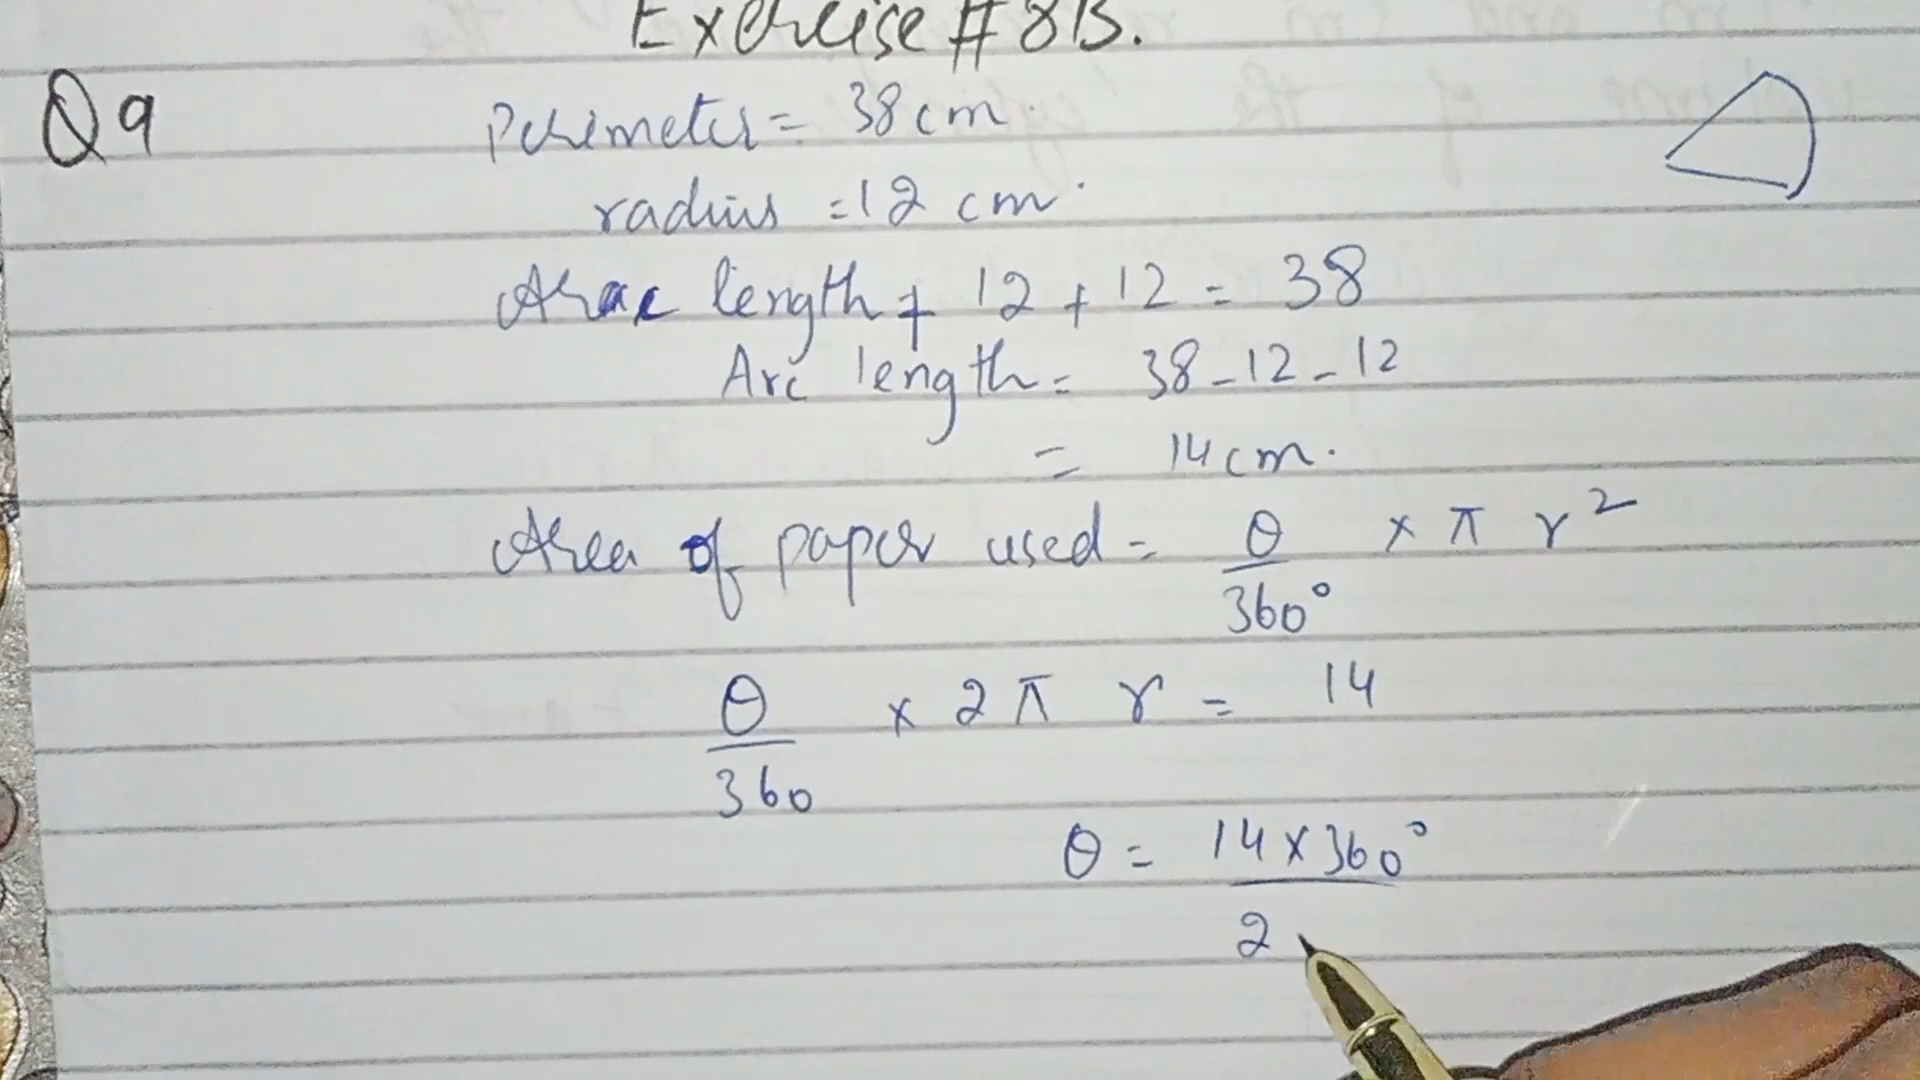 Exercise # 8B.
Q9 Perimeter = 38 cm.
radius = 12 cm.
Arc length + 12 + 12 = 38
Arc length = 38 - 12 - 12
= 14 cm.
Area of paper used = θ/360° × π r²
θ/360 × 2 π r = 14
θ = 14 × 360°
2